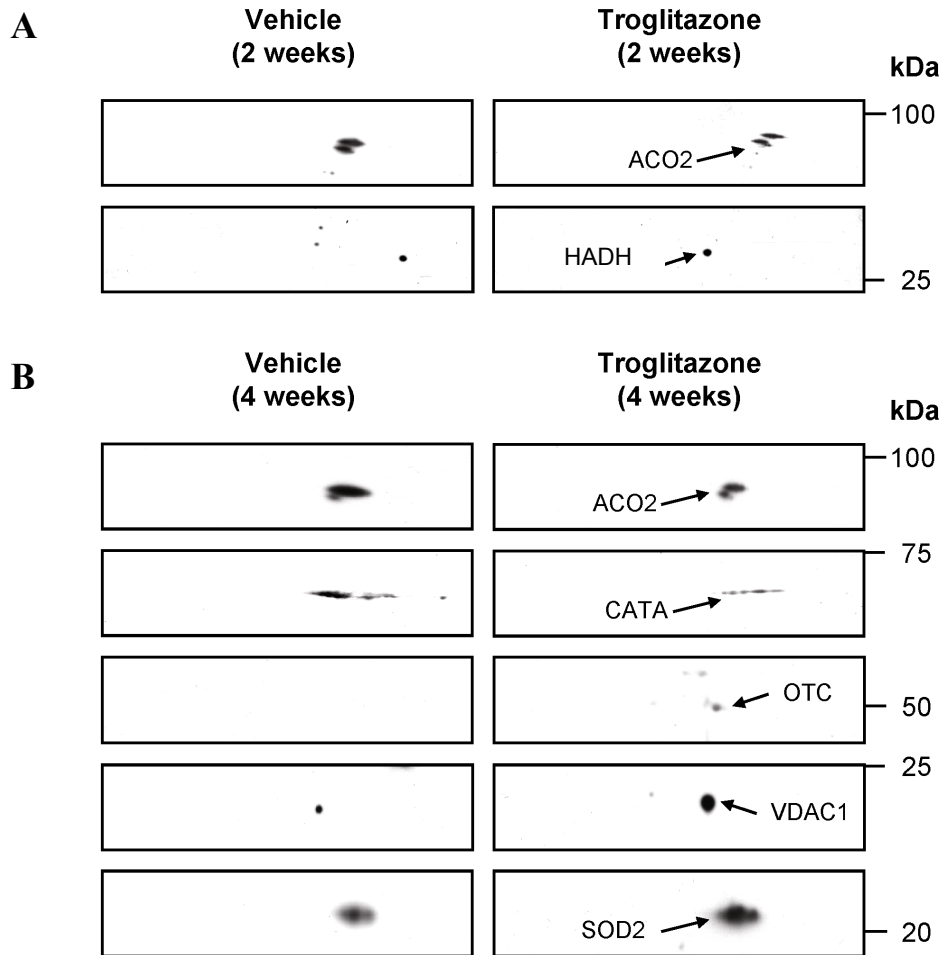 A
Vehicle
(2 weeks)
Troglitazone
(2 weeks)
kDa
100
ACO2
HADH
25
B
Vehicle
(4 weeks)
Troglitazone
(4 weeks)
kDa
100
ACO2
75
CATA
OTC
50
25
VDAC1
SOD2
20